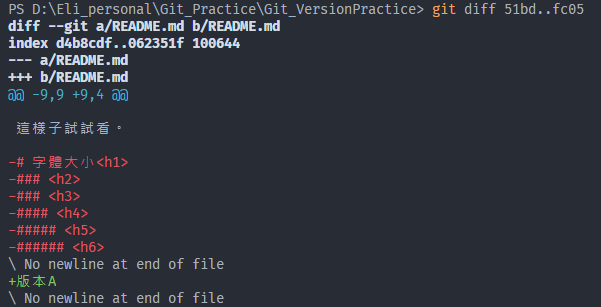 PS D:\Eli_personal\Git_Practice\Git_VersionPractice> git diff 51bd..fc05
diff --git a/README.md b/README.md
index d4b8cdf..062351f 100644
--- a/README.md
+++ b/README.md
@@ -9,9 +9,4 @@

 這樣子試試看。

-# 字體大小<h1>
-### <h2>
-### <h3>
-#### <h4>
-##### <h5>
-###### <h6>
\ No newline at end of file
+版本A
\ No newline at end of file